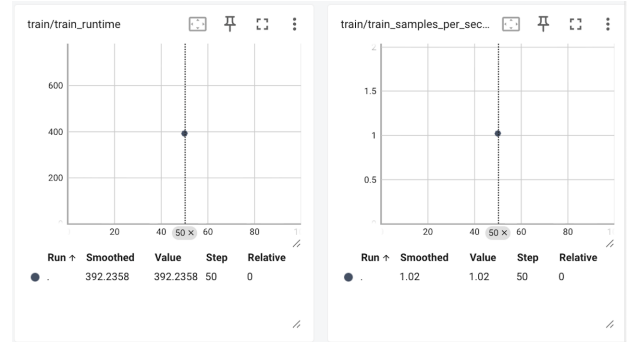 train/train_runtime
600
400
200
20 40 50 × 60 80
Run ↑ Smoothed Value Step Relative
. 392.2358 392.2358 50 0
train/train_samples_per_sec...
2
1.5
1
0.5
20 40 50 × 60 80
Run ↑ Smoothed Value Step Relative
. 1.02 1.02 50 0